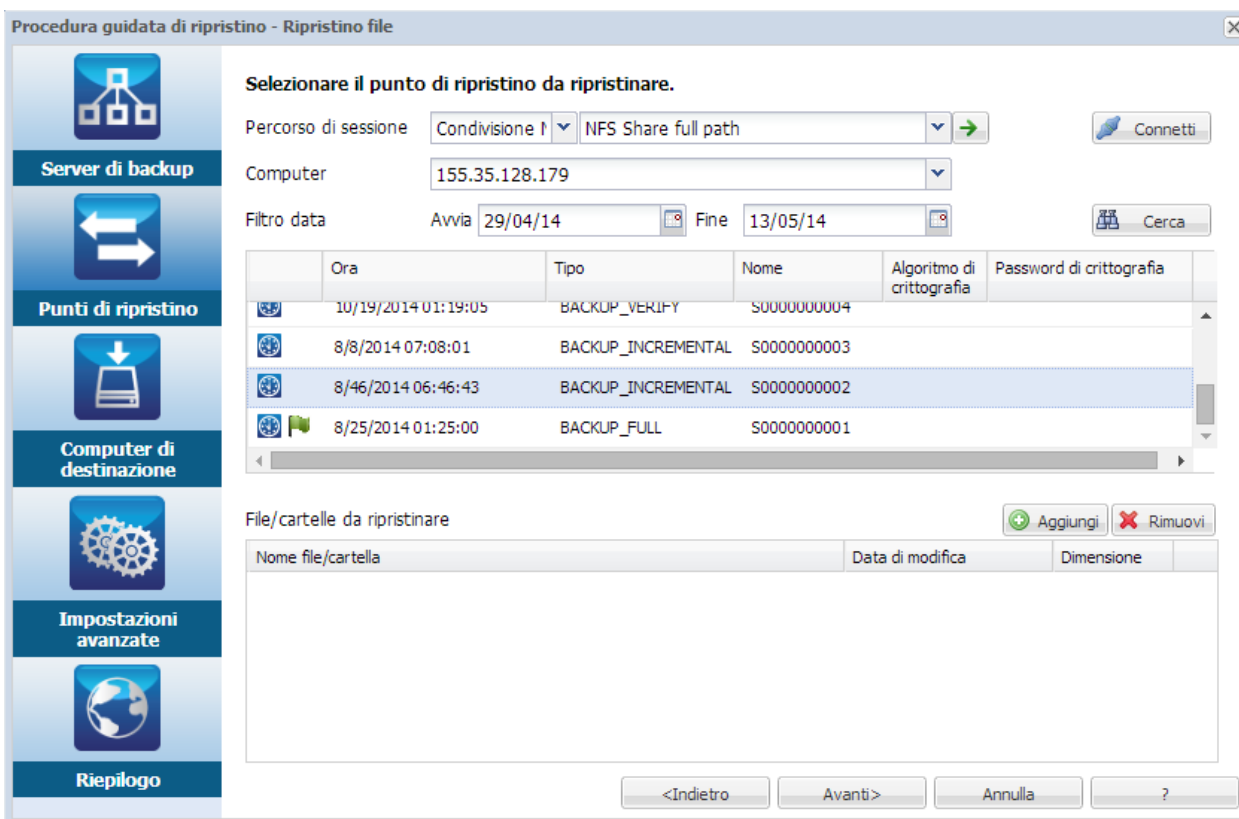 Procedura guidata di ripristino - Ripristino file
Server di backup
Punti di ripristino
Computer di
destinazione
Impostazioni
avanzate
Riepilogo
Selezionare il punto di ripristino da ripristinare.
Percorso di sessione Condivisione N NFS Share full path Connetti
Computer 155.35.128.179
Filtro data Avvia 29/04/14 Fine 13/05/14 Cerca
Ora Tipo Nome Algoritmo di crittografia Password di crittografia
10/19/2014 01:19:05 BACKUP_VERIFY S0000000004
8/8/2014 07:08:01 BACKUP_INCREMENTAL S0000000003
8/46/2014 06:46:43 BACKUP_INCREMENTAL S0000000002
8/25/2014 01:25:00 BACKUP_FULL S0000000001
File/cartelle da ripristinare Aggiungi Rimuovi
Nome file/cartella Data di modifica Dimensione
<Indietro Avanti> Annulla ?